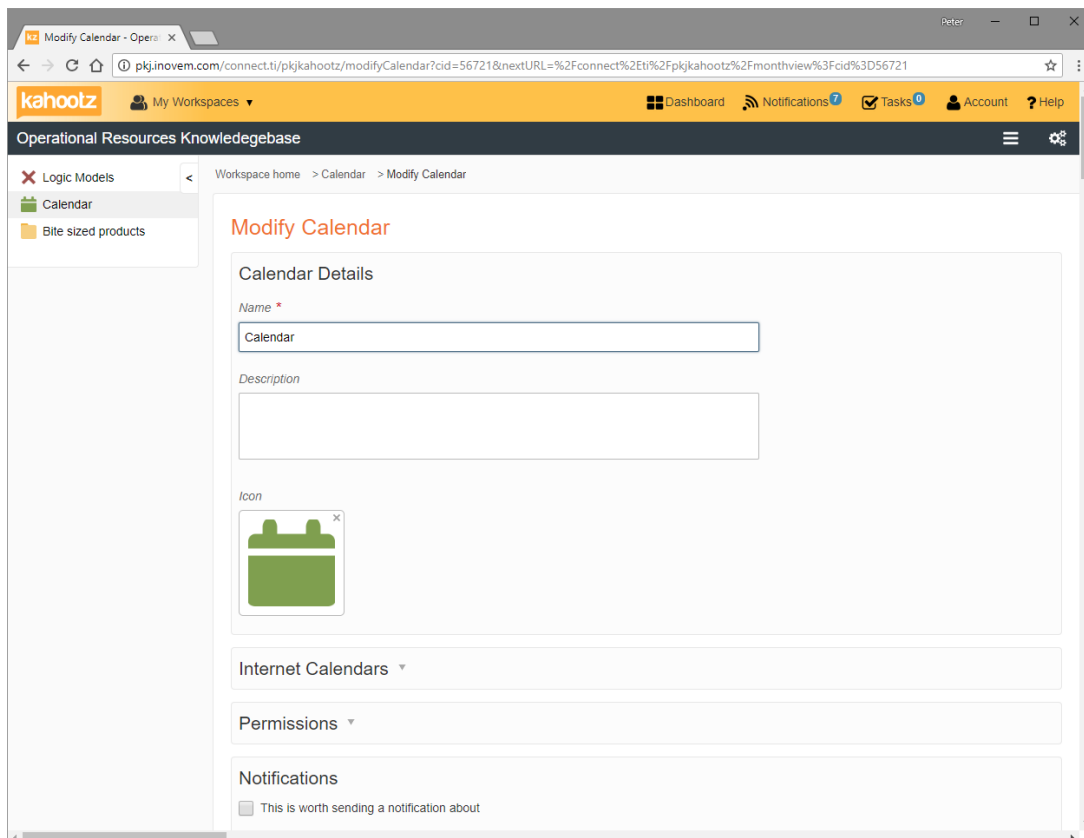 Peter
kz Modify Calendar - Opera
pkj.inovem.com/connect.ti/pkjkahootz/modifyCalendar?cid=56721&nextURL=%2Fconnect%2Eti%2Fpkjkahootz%2Fmonthview%3Fcid%3D56721
kahootz My Workspaces Dashboard Notifications 7 Tasks 0 Account ? Help
Operational Resources Knowledegebase
Logic Models <
Workspace home > Calendar > Modify Calendar
Calendar
Bite sized products
Modify Calendar
Calendar Details
Name *
Calendar
Description
Icon
Internet Calendars
Permissions
Notifications
This is worth sending a notification about